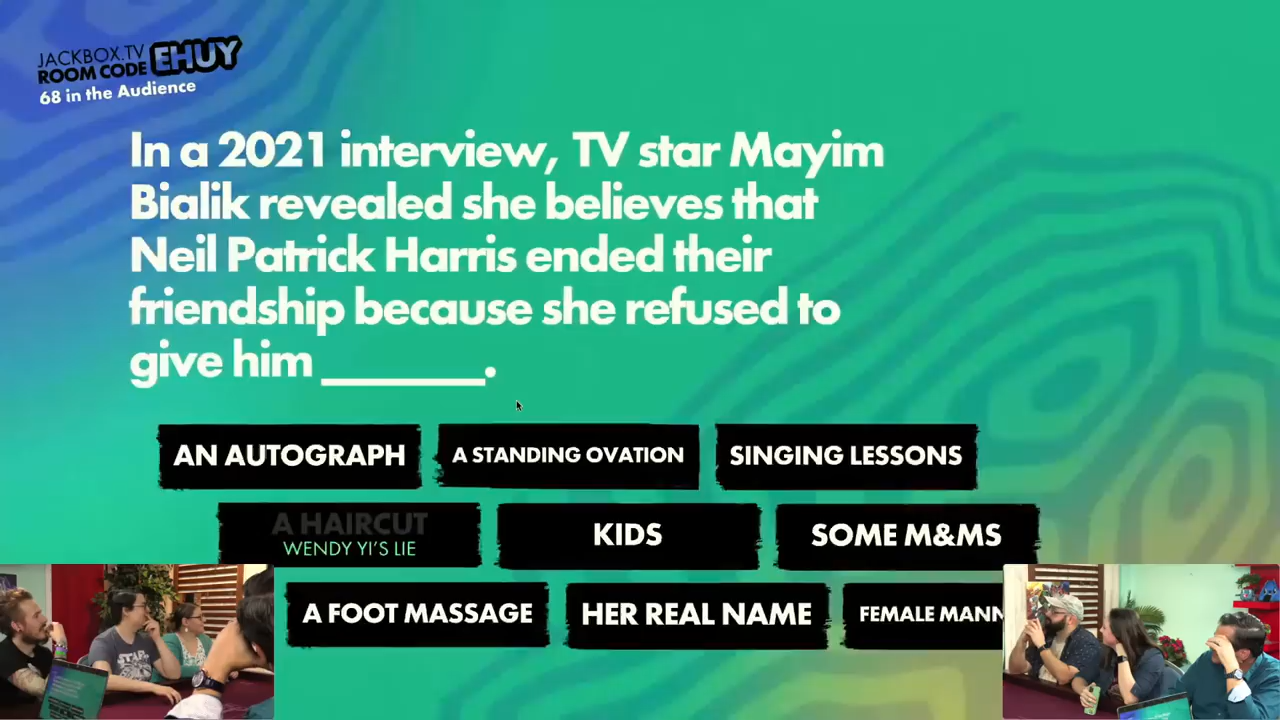 JACKBOX.TV
ROOM CODE EHUY
68 in the Audience
In a 2021 interview, TV star Mayim
Bialik revealed she believes that
Neil Patrick Harris ended their
friendship because she refused to
give him ________.
AN AUTOGRAPH
A STANDING OVATION
SINGING LESSONS
A HAIRCUT
WENDY YI'S LIE
KIDS
SOME M&MS
A FOOT MASSAGE
HER REAL NAME
FEMALE MANN
STAR